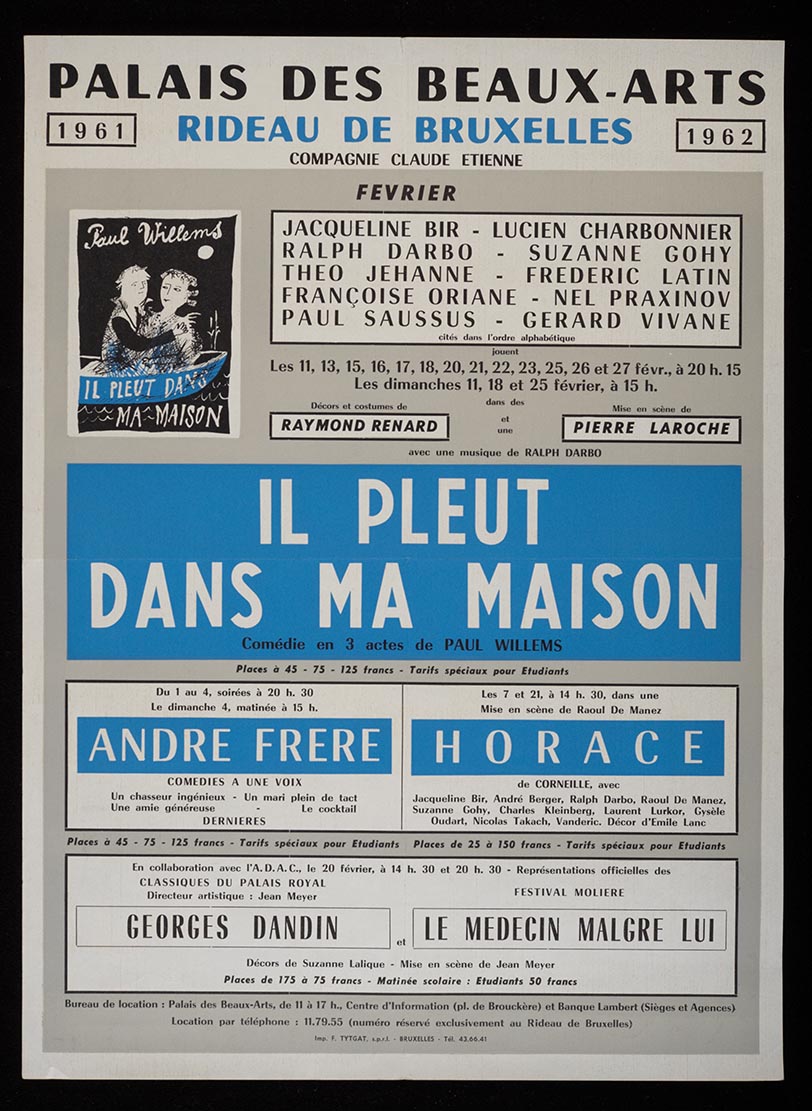 PALAIS DES BEAUX-ARTS
1961
RIDEAU DE BRUXELLES
1962
COMPAGNIE CLAUDE ETIENNE
FEVRIER
Paul Willems
IL PLEUT DANS
MA MAISON
JACQUELINE BIR - LUCIEN CHARBONNIER
RALPH DARBO - SUZANNE GOHY
THEO JEHANNE - FREDERIC LATIN
FRANÇOISE ORIANE - NEL PRAXINOV
PAUL SAUSSUS - GERARD VIVANE
cités dans l'ordre alphabétique
jouent
Les 11, 13, 15, 16, 17, 18, 20, 21, 22, 23, 25, 26 et 27 févr., à 20 h. 15
Les dimanches 11, 18 et 25 février, à 15 h.
Décors et costumes de
RAYMOND RENARD
dans des
et
une
Mise en scène de
PIERRE LAROCHE
avec une musique de RALPH DARBO
IL PLEUT
DANS MA MAISON
Comédie en 3 actes de PAUL WILLEMS
Places à 45 - 75 - 125 francs - Tarifs spéciaux pour Etudiants
Du 1 au 4, soirées à 20 h. 30
Le dimanche 4, matinée à 15 h.
ANDRE FRERE
COMEDIES A UNE VOIX
Un chasseur ingénieux - Un mari plein de tact
Une amie généreuse - Le cocktail
DERNIERES
Places à 45 - 75 - 125 francs - Tarifs spéciaux pour Etudiants
Les 7 et 21, à 14 h. 30, dans une
Mise en scène de Raoul De Manez
HORACE
de CORNEILLE, avec
Jacqueline Bir, André Berger, Ralph Darbo, Raoul De Manez,
Suzanne Gohy, Charles Kleinberg, Laurent Lurkor, Gysèle
Oudart, Nicolas Takach, Vanderic. Décor d'Emile Lanc
Places de 25 à 150 francs - Tarifs spéciaux pour Etudiants
En collaboration avec l'A.D.A.C., le 20 février, à 14 h. 30 et 20 h. 30 - Représentations officielles des
CLASSIQUES DU PALAIS ROYAL
Directeur artistique : Jean Meyer
FESTIVAL MOLIERE
GEORGES DANDIN
et
LE MEDECIN MALGRE LUI
Décors de Suzanne Lalique - Mise en scène de Jean Meyer
Places de 175 à 75 francs - Matinée scolaire : Etudiants 50 francs
Bureau de location : Palais des Beaux-Arts, de 11 à 17 h., Centre d'Information (pl. de Brouckère) et Banque Lambert (Sièges et Agences)
Location par téléphone : 11.79.55 (numéro réservé exclusivement au Rideau de Bruxelles)
Imp. F. TYTGAT, s.p.r.l. - BRUXELLES - Tél. 43.66.41